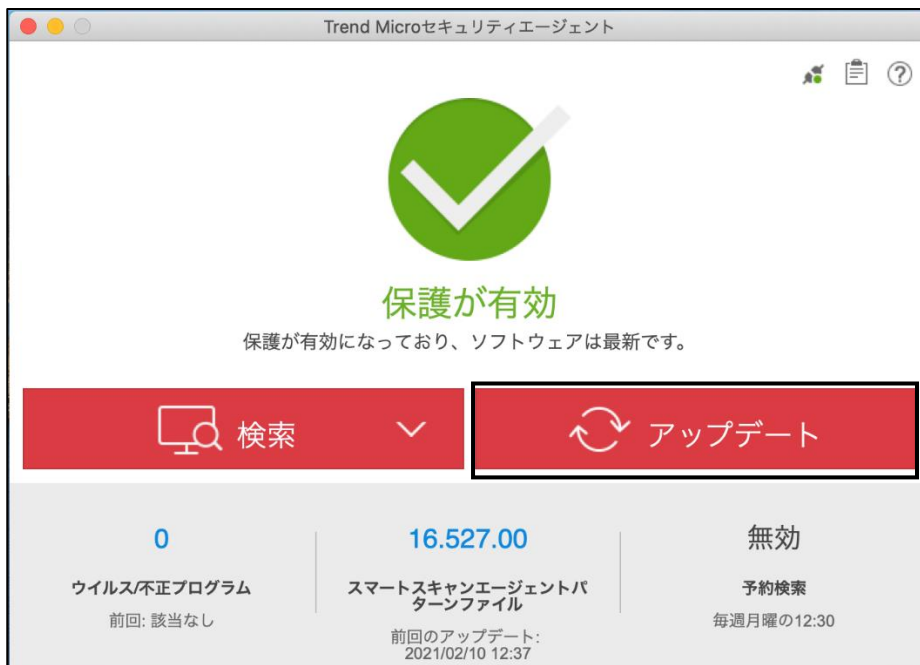 Trend Microセキュリティエージェント
保護が有効
保護が有効になっており、ソフトウェアは最新です。
検索
アップデート
0
ウイルス/不正プログラム
前回: 該当なし
16.527.00
スマートスキャンエージェントパ
ターンファイル
前回のアップデート:
2021/02/10 12:37
無効
予約検索
毎週月曜の12:30